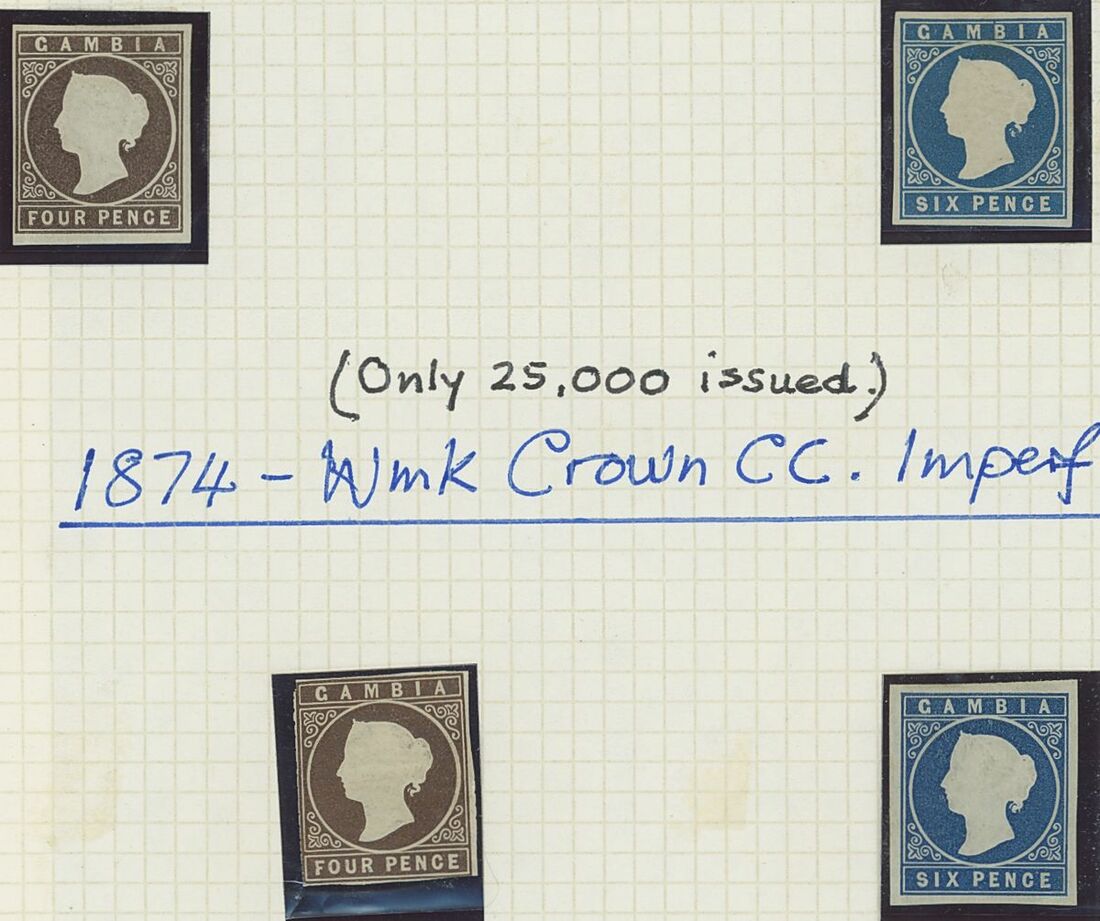 GAMBIA
FOUR PENCE
GAMBIA
SIX PENCE
(Only 25,000 issued.)
1874 - Wmk Crown CC. Imperf
GAMBIA
FOUR PENCE
GAMBIA
SIX PENCE